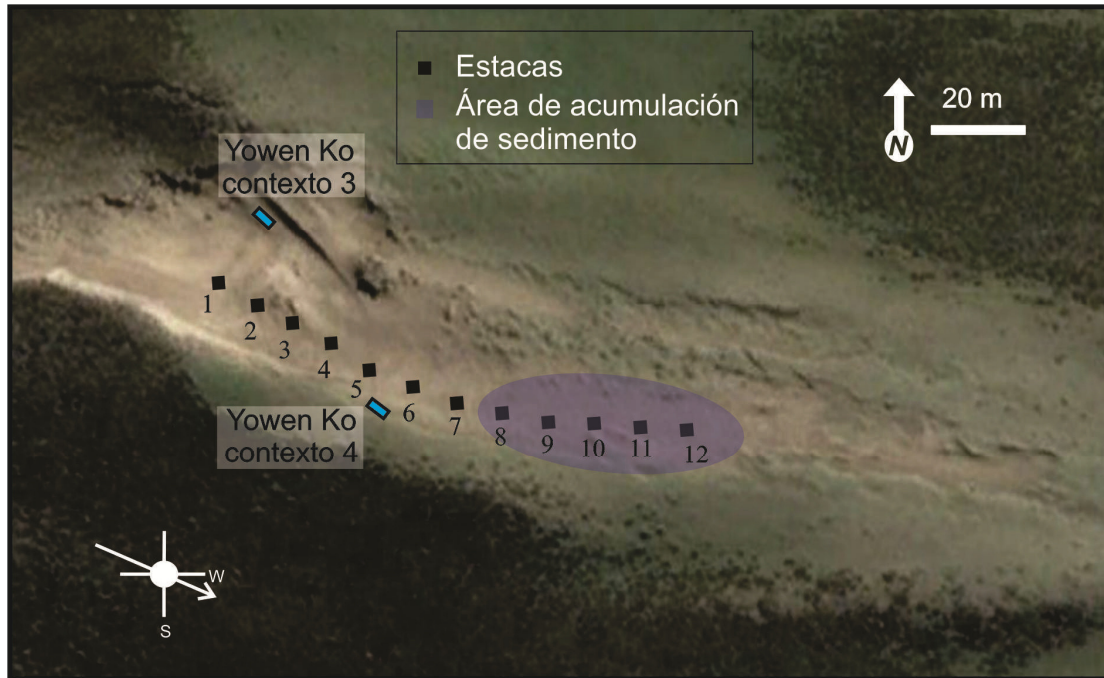 Estacas
Área de acumulación
de sedimento
N
20 m
Yowen Ko
contexto 3
1
2
3
4
5
6
7
8
9
10
11
12
Yowen Ko
contexto 4
W
S